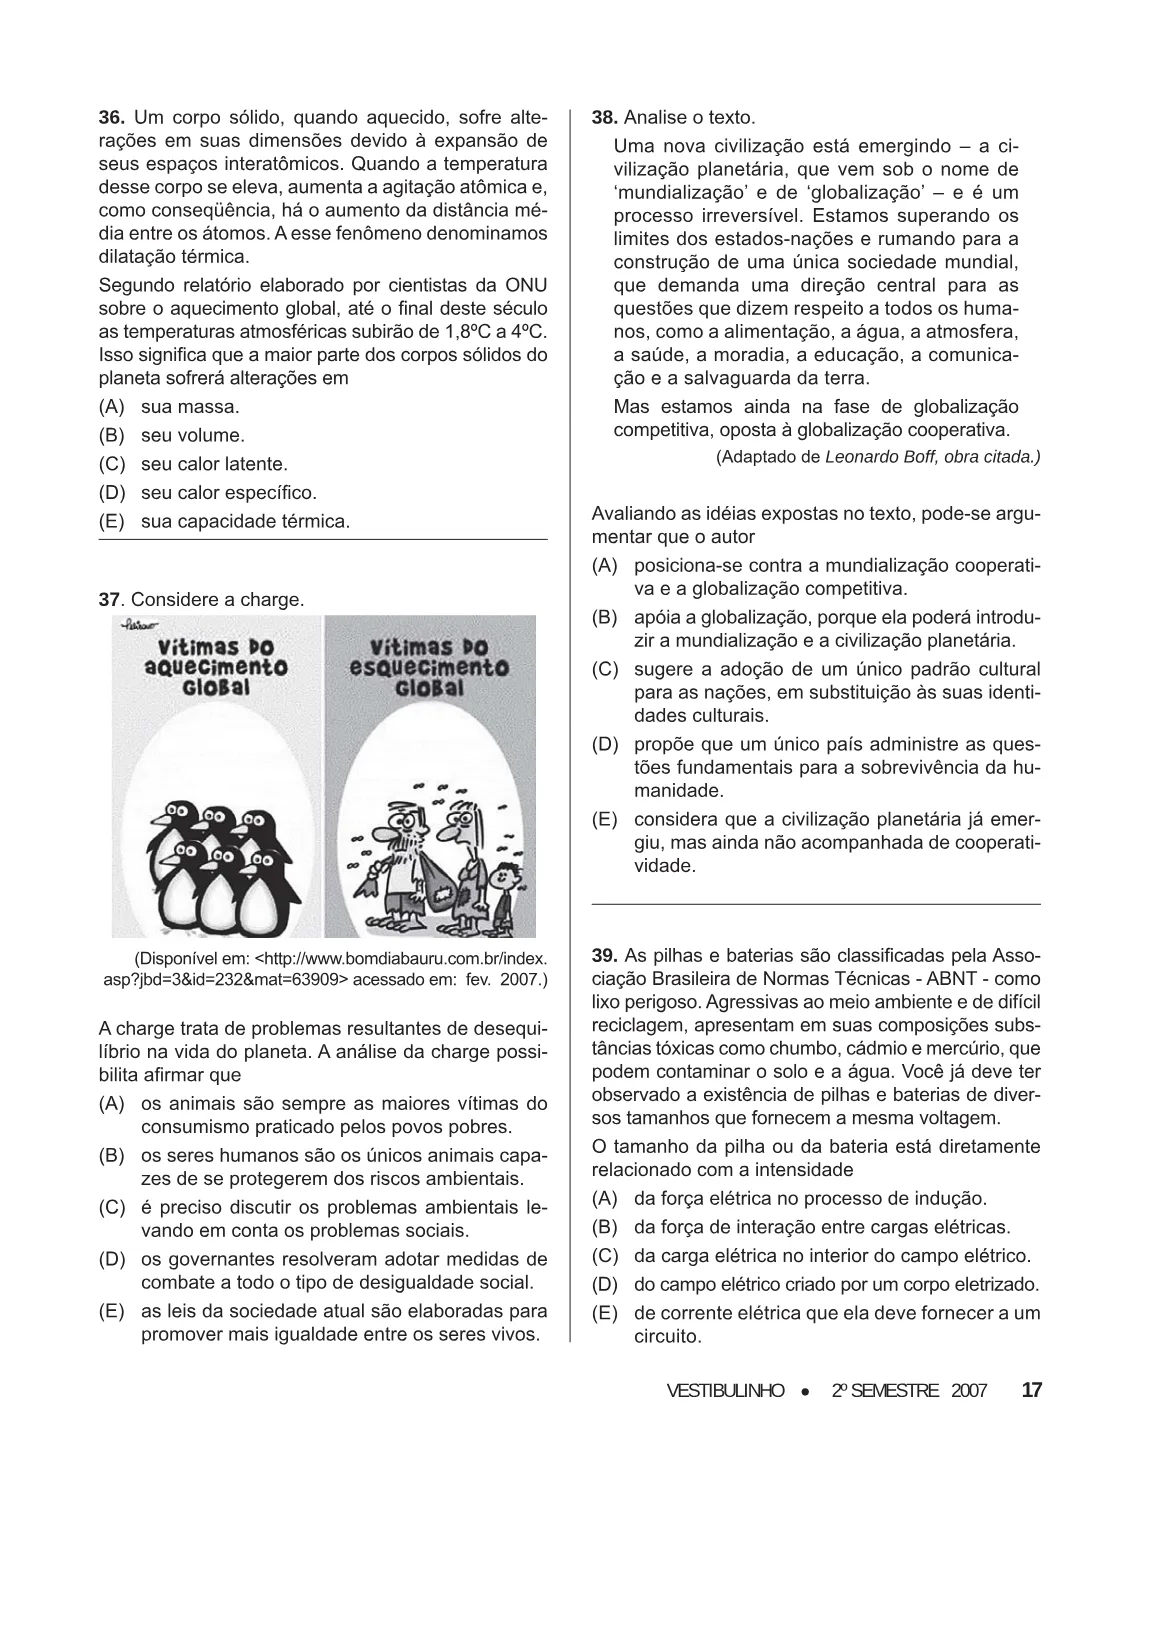 36. Um corpo sólido, quando aquecido, sofre alte-
rações em suas dimensões devido à expansão de
seus espaços interatômicos. Quando a temperatura
desse corpo se eleva, aumenta a agitação atômica e,
como conseqüência, há o aumento da distância mé-
dia entre os átomos. A esse fenômeno denominamos
dilatação térmica.
Segundo relatório elaborado por cientistas da ONU
sobre o aquecimento global, até o final deste século
as temperaturas atmosféricas subirão de 1,8ºC a 4ºC.
Isso significa que a maior parte dos corpos sólidos do
planeta sofrerá alterações em
(A) sua massa.
(B) seu volume.
(C) seu calor latente.
(D) seu calor específico.
(E) sua capacidade térmica.
37. Considere a charge.
Vítimas do
aquecimento
Global
Vítimas do
esquecimento
Global
(Disponível em: <http://www.bomdiabauru.com.br/index.
asp?jbd=3&id=232&mat=63909> acessado em: fev. 2007.)
A charge trata de problemas resultantes de desequi-
líbrio na vida do planeta. A análise da charge possi-
bilita afirmar que
(A) os animais são sempre as maiores vítimas do
consumismo praticado pelos povos pobres.
(B) os seres humanos são os únicos animais capa-
zes de se protegerem dos riscos ambientais.
(C) é preciso discutir os problemas ambientais le-
vando em conta os problemas sociais.
(D) os governantes resolveram adotar medidas de
combate a todo o tipo de desigualdade social.
(E) as leis da sociedade atual são elaboradas para
promover mais igualdade entre os seres vivos.
38. Analise o texto.
Uma nova civilização está emergindo – a ci-
vilização planetária, que vem sob o nome de
‘mundialização’ e de ‘globalização’ – e é um
processo irreversível. Estamos superando os
limites dos estados-nações e rumando para a
construção de uma única sociedade mundial,
que demanda uma direção central para as
questões que dizem respeito a todos os huma-
nos, como a alimentação, a água, a atmosfera,
a saúde, a moradia, a educação, a comunica-
ção e a salvaguarda da terra.
Mas estamos ainda na fase de globalização
competitiva, oposta à globalização cooperativa.
(Adaptado de Leonardo Boff, obra citada.)
Avaliando as idéias expostas no texto, pode-se argu-
mentar que o autor
(A) posiciona-se contra a mundialização cooperati-
va e a globalização competitiva.
(B) apóia a globalização, porque ela poderá introdu-
zir a mundialização e a civilização planetária.
(C) sugere a adoção de um único padrão cultural
para as nações, em substituição às suas identi-
dades culturais.
(D) propõe que um único país administre as ques-
tões fundamentais para a sobrevivência da hu-
manidade.
(E) considera que a civilização planetária já emer-
giu, mas ainda não acompanhada de cooperati-
vidade.
39. As pilhas e baterias são classificadas pela Asso-
ciação Brasileira de Normas Técnicas - ABNT - como
lixo perigoso. Agressivas ao meio ambiente e de difícil
reciclagem, apresentam em suas composições subs-
tâncias tóxicas como chumbo, cádmio e mercúrio, que
podem contaminar o solo e a água. Você já deve ter
observado a existência de pilhas e baterias de diver-
sos tamanhos que fornecem a mesma voltagem.
O tamanho da pilha ou da bateria está diretamente
relacionado com a intensidade
(A) da força elétrica no processo de indução.
(B) da força de interação entre cargas elétricas.
(C) da carga elétrica no interior do campo elétrico.
(D) do campo elétrico criado por um corpo eletrizado.
(E) de corrente elétrica que ela deve fornecer a um
circuito.
VESTIBULINHO • 2º SEMESTRE 2007 17